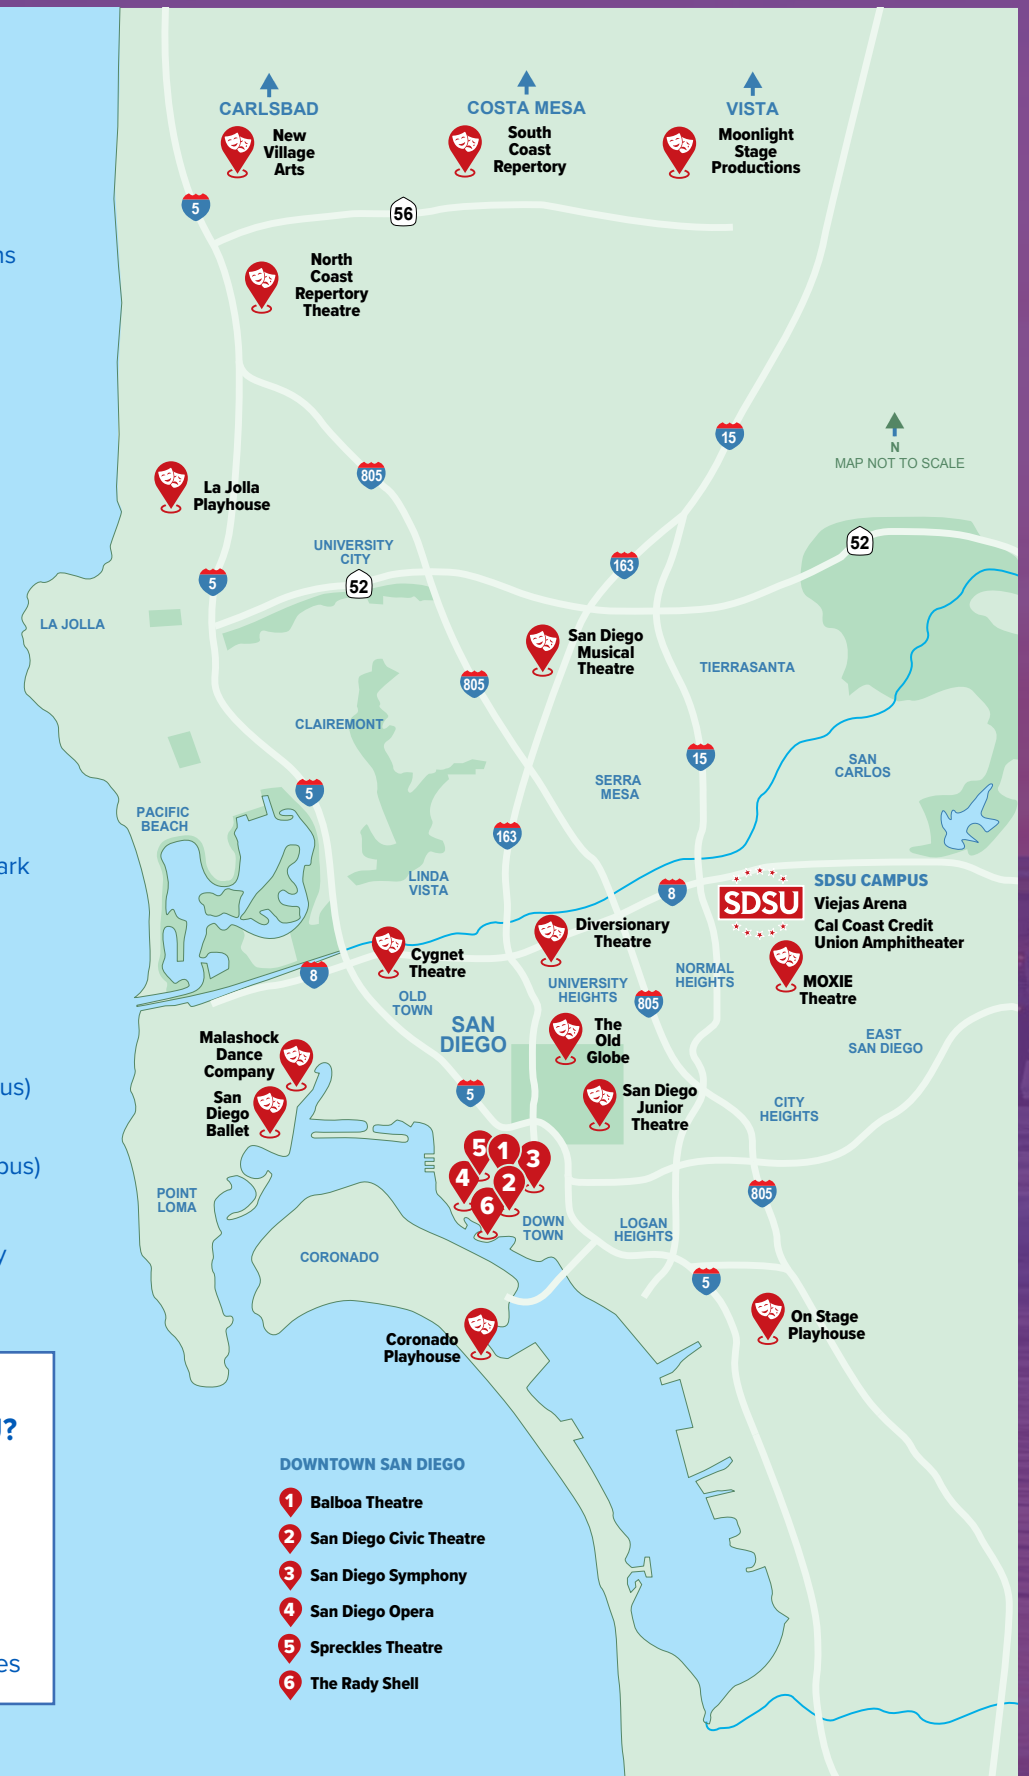 CARLSBAD
New
Village
Arts
COSTA MESA
South
Coast
Repertory
VISTA
Moonlight
Stage
Productions
5
56
ns
North
Coast
Repertory
Theatre
15
N
MAP NOT TO SCALE
805
La Jolla
Playhouse
52
UNIVERSITY
CITY
163
5
52
LA JOLLA
San Diego
Musical
Theatre
TIERRASANTA
805
CLAIREMONT
15
SAN
CARLOS
SERRA
MESA
5
PACIFIC
BEACH
163
ark
LINDA
VISTA
8
SDSU
SDSU CAMPUS
Viejas Arena
Cal Coast Credit
Union Amphitheater
Diversionary
Theatre
Cygnet
Theatre
8
MOXIE
Theatre
NORMAL
HEIGHTS
UNIVERSITY
HEIGHTS
OLD
TOWN
805
SAN
DIEGO
The
Old
Globe
EAST
SAN DIEGO
Malashock
Dance
Company
us)
San
Diego
Ballet
5
San Diego
Junior
Theatre
CITY
HEIGHTS
5
1
3
4
2
6
pus)
POINT
LOMA
805
DOWN
TOWN
LOGAN
HEIGHTS
y
CORONADO
5
On Stage
Playhouse
Coronado
Playhouse
U?
DOWNTOWN SAN DIEGO
1 Balboa Theatre
2 San Diego Civic Theatre
3 San Diego Symphony
4 San Diego Opera
5 Spreckles Theatre
es
6 The Rady Shell